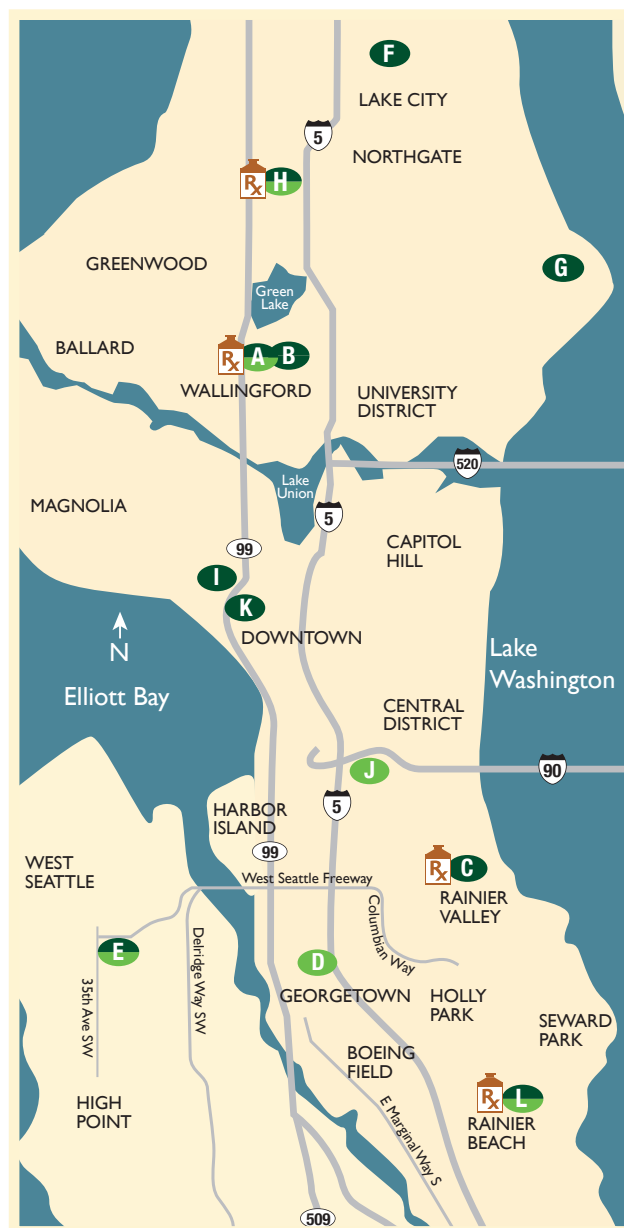 F
LAKE CITY
5
NORTHGATE
Rx H
GREENWOOD
G
Green
Lake
BALLARD
Rx A B
WALLINGFORD
UNIVERSITY
DISTRICT
520
Lake
Union
MAGNOLIA
5
CAPITOL
HILL
99
I
K
DOWNTOWN
N
Elliott Bay
Lake
Washington
CENTRAL
DISTRICT
J
90
HARBOR
ISLAND
5
99
WEST
SEATTLE
West Seattle Freeway
Rx C
RAINIER
VALLEY
Columbian Way
E
35th Ave SW
Delridge Way SW
D
GEORGETOWN
HOLLY
PARK
SEWARD
PARK
BOEING
FIELD
E Marginal Way S
HIGH
POINT
Rx L
RAINIER
BEACH
509